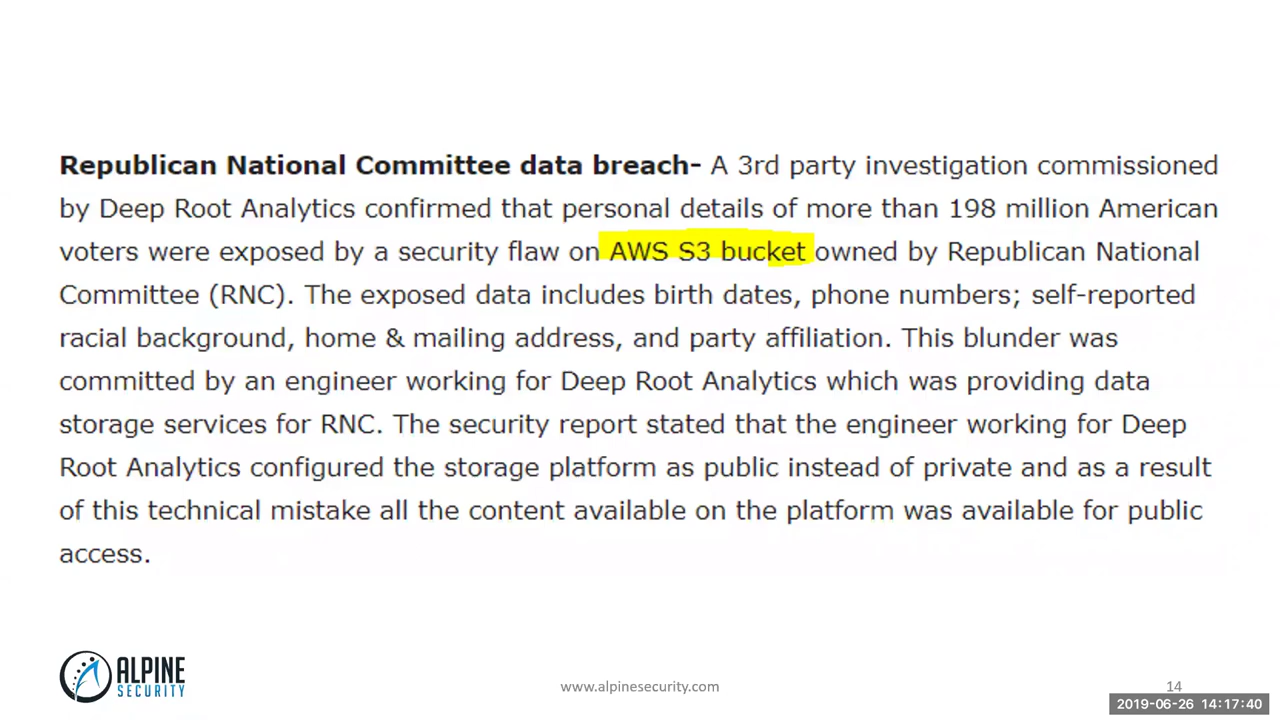 Republican National Committee data breach- A 3rd party investigation commissioned
by Deep Root Analytics confirmed that personal details of more than 198 million American
voters were exposed by a security flaw on AWS S3 bucket owned by Republican National
Committee (RNC). The exposed data includes birth dates, phone numbers; self-reported
racial background, home & mailing address, and party affiliation. This blunder was
committed by an engineer working for Deep Root Analytics which was providing data
storage services for RNC. The security report stated that the engineer working for Deep
Root Analytics configured the storage platform as public instead of private and as a result
of this technical mistake all the content available on the platform was available for public
access.
ALPINE
SECURITY
www.alpinesecurity.com
14
2019-06-26 14:17:40